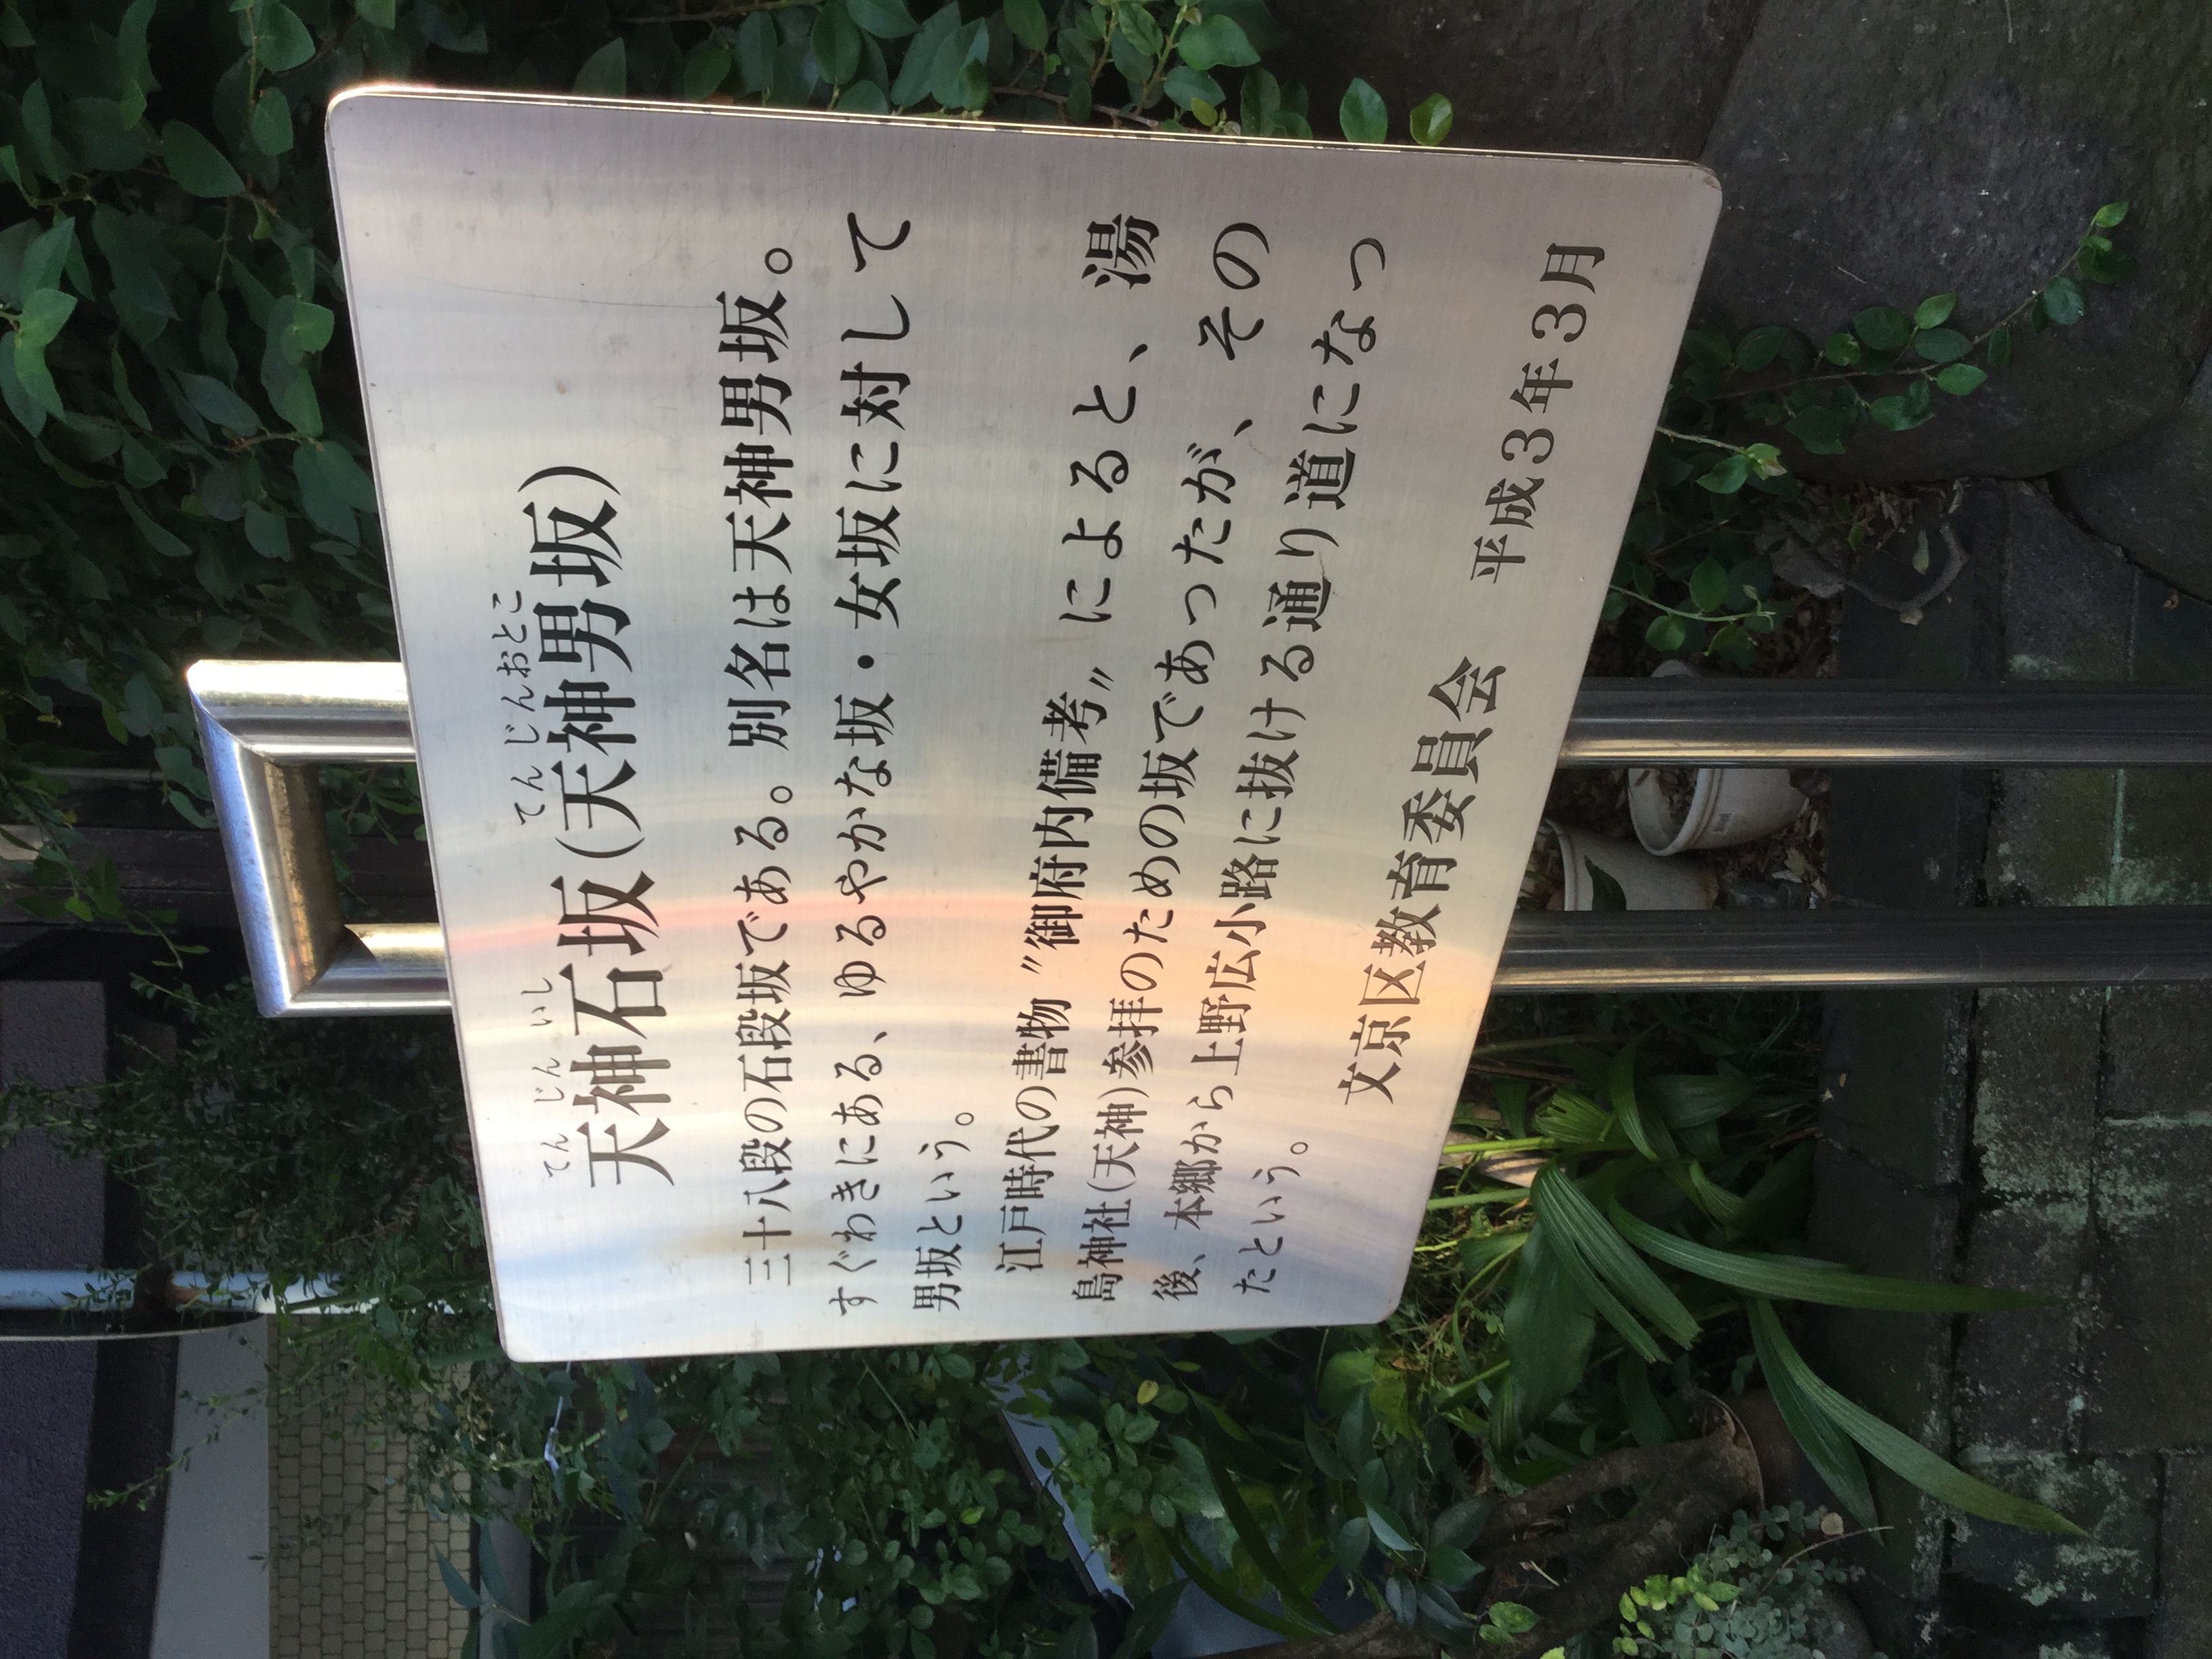 てんじんいし　てんじんおとこ
天神石坂(天神男坂)
三十八段の石段坂である。別名は天神男坂。
すぐわきにある、ゆるやかな坂・女坂に対して
男坂という。
江戸時代の書物“御府内備考”によると、湯
島神社(天神)参拝のための坂であったが、その
後、本郷から上野広小路に抜ける通り道になっ
たという。
文京区教育委員会　平成3年3月